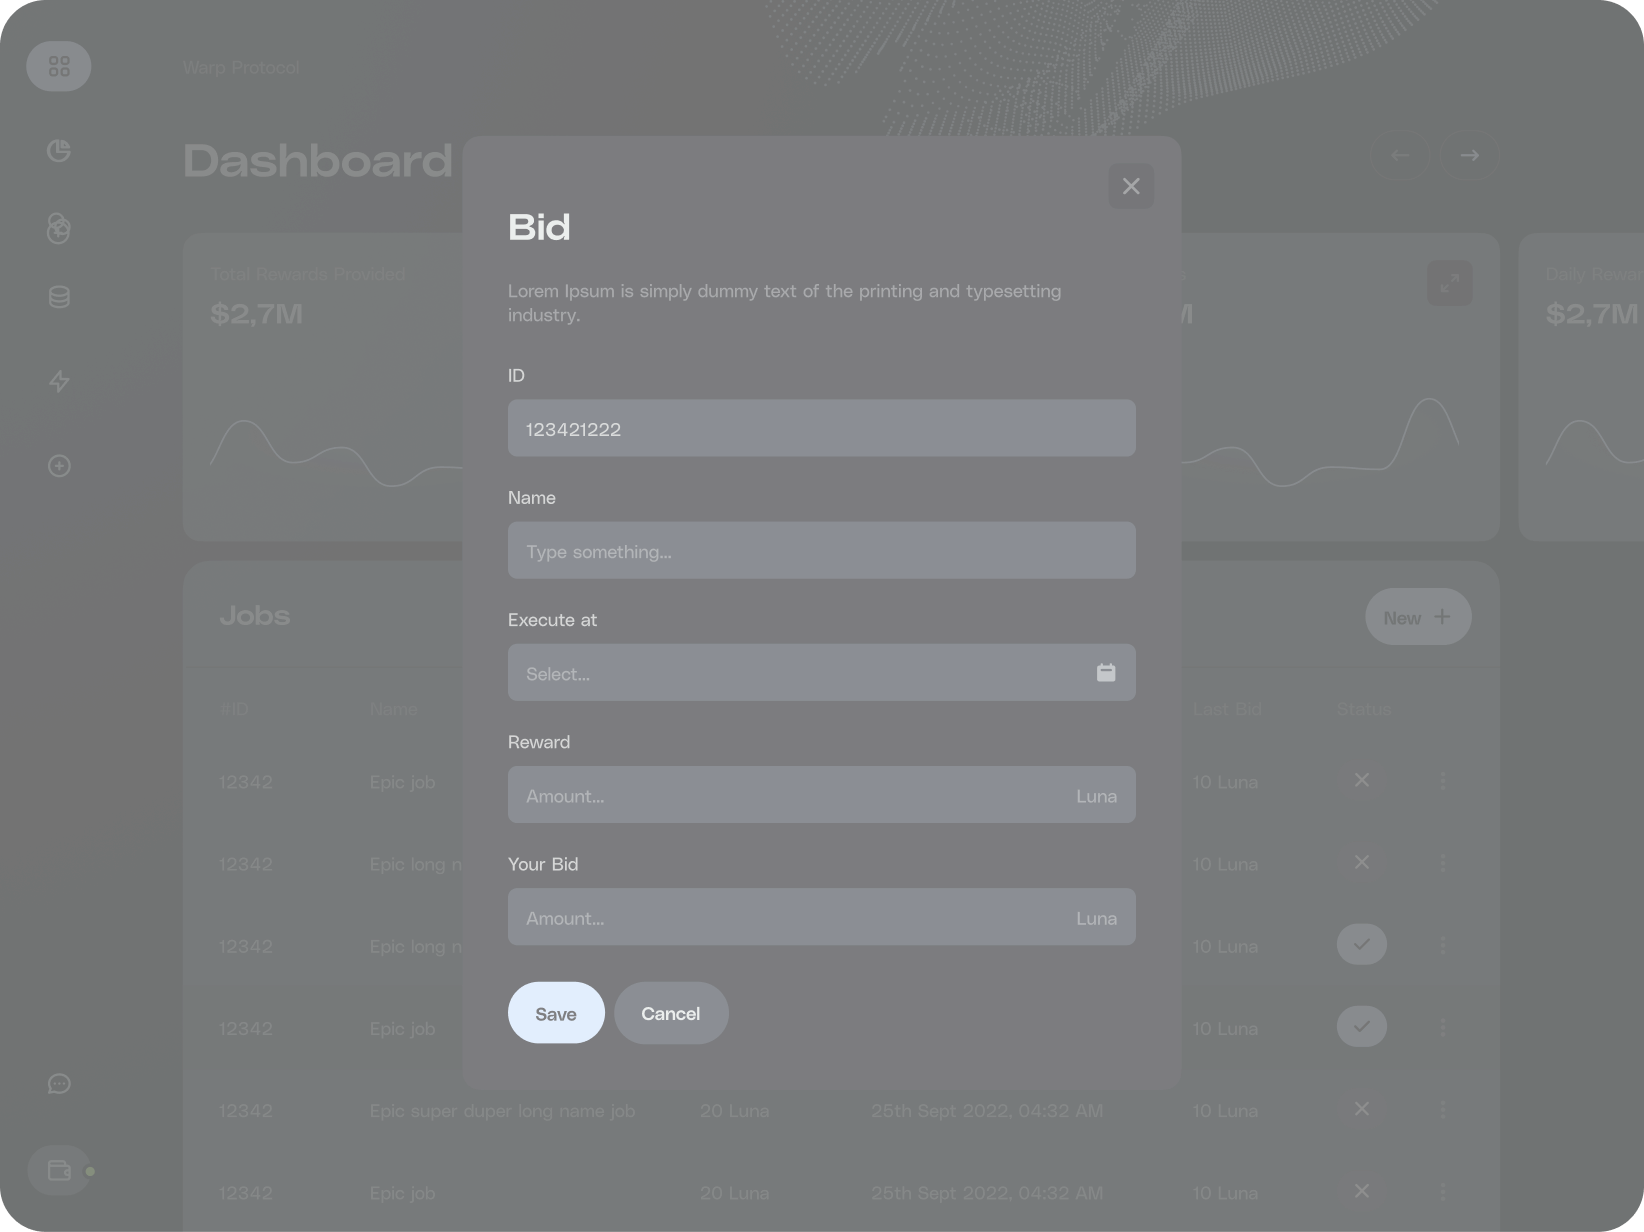 Warp Protocol
Dashboard
Total Rewards Provided
$2,7M
Daily Rewar
$2,7M
Bid
Lorem Ipsum is simply dummy text of the printing and typesetting
industry.
ID
123421222
Name
Type something...
Execute at
Select...
Reward
Amount... Luna
Your Bid
Amount... Luna
Save Cancel
Jobs
New
#ID Name Last Bid Status
12342 Epic job 10 Luna
12342 Epic long n 10 Luna
12342 Epic long n 10 Luna
12342 Epic job 10 Luna
12342 Epic super duper long name job 20 Luna 25th Sept 2022, 04:32 AM 10 Luna
12342 Epic job 20 Luna 25th Sept 2022, 04:32 AM 10 Luna